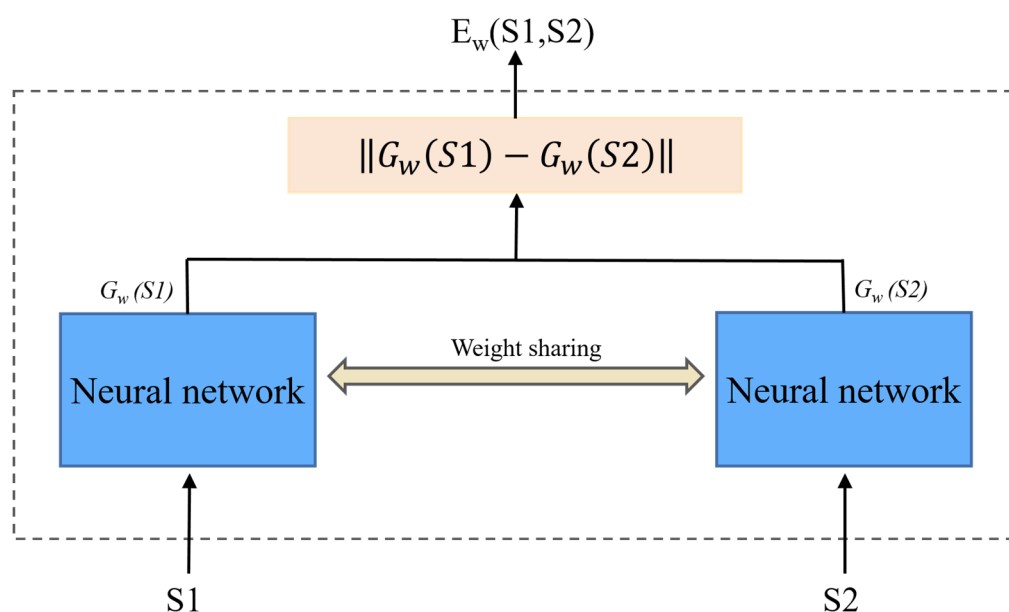 E_w(S1,S2)
‖G_w(S1) − G_w(S2)‖
G_w(S1)
G_w(S2)
Weight sharing
Neural network
Neural network
S1
S2